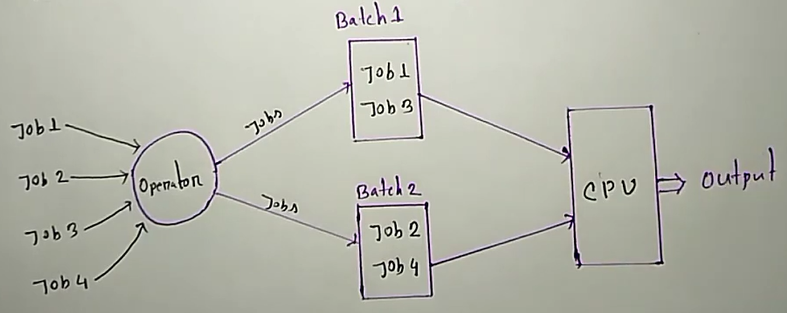 Batch 1
Job 1
Job 3
Jobs
Job 1
Job 2
Job 3
Job 4
Operator
Jobs
Batch 2
Job 2
Job 4
CPU
Output